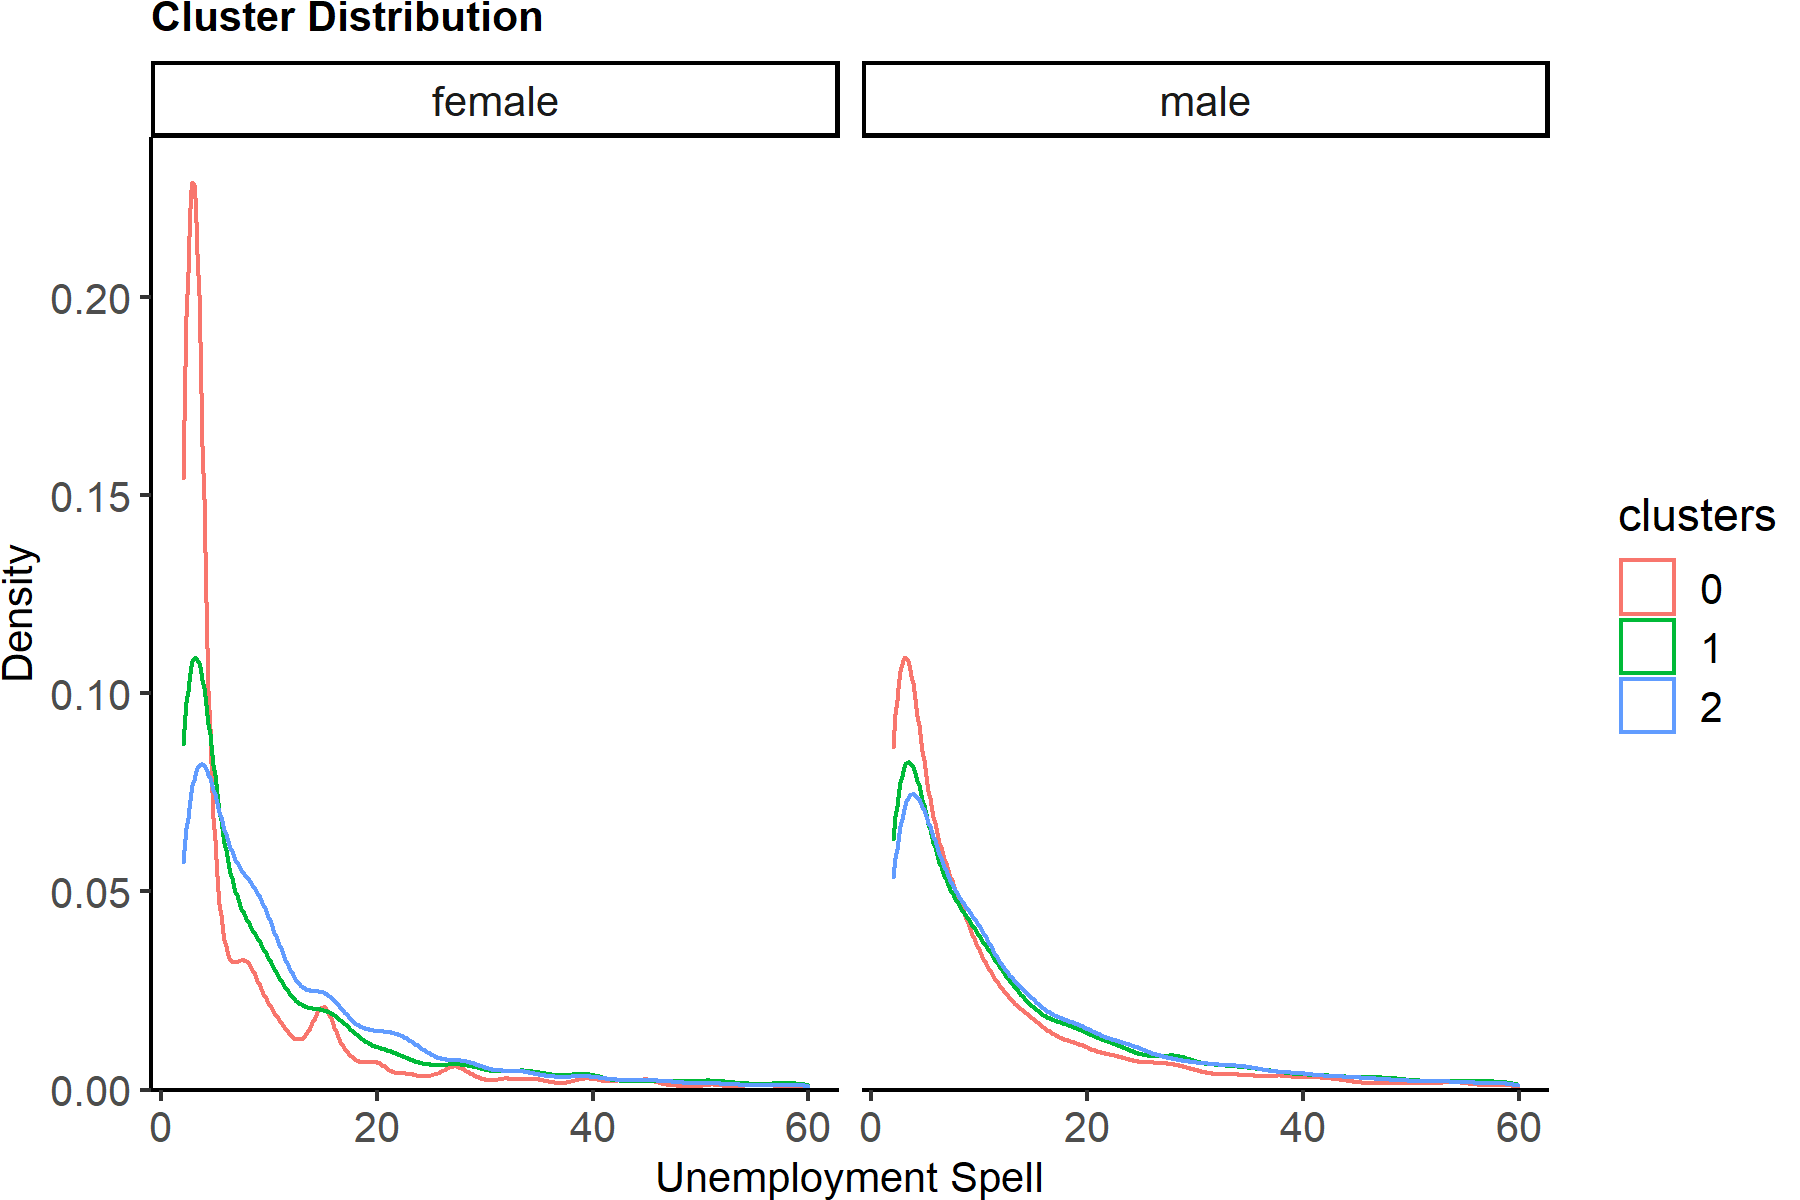 Cluster Distribution
female
male
Density
0.20
0.15
0.10
0.05
0.00
0 20 40 60
0 20 40 60
Unemployment Spell
clusters
0
1
2